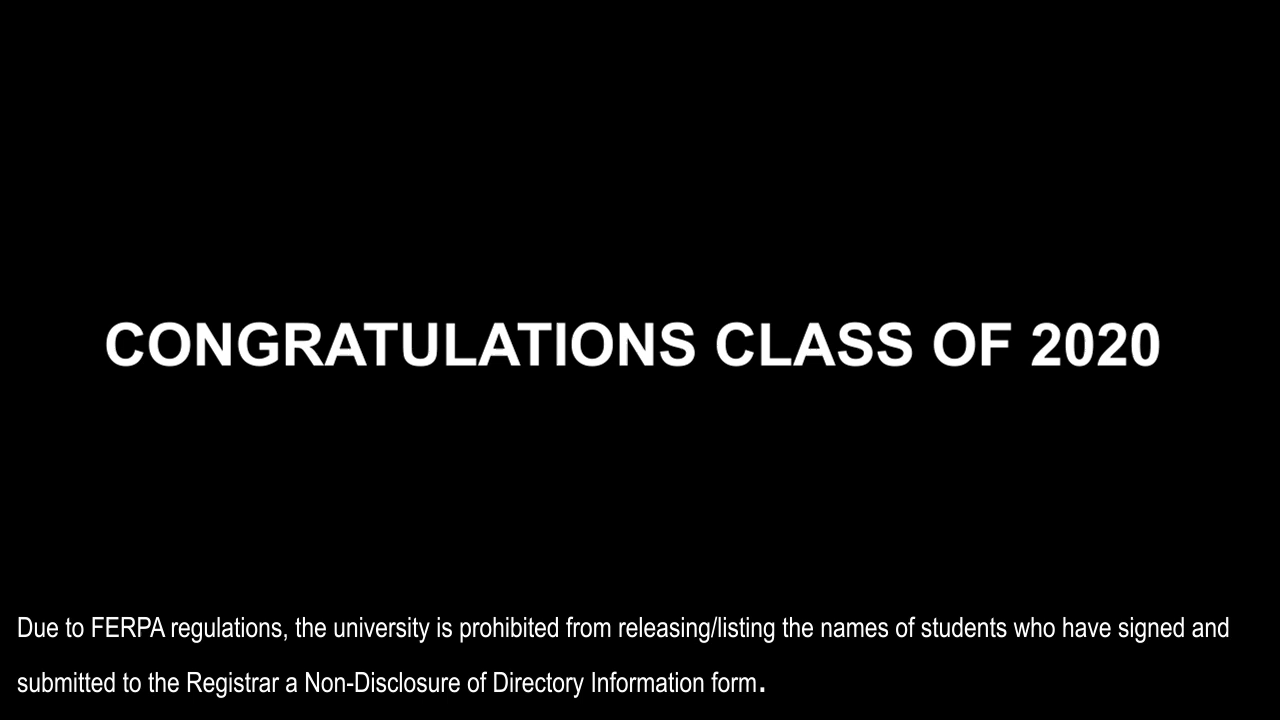 CONGRATULATIONS CLASS OF 2020
Due to FERPA regulations, the university is prohibited from releasing/listing the names of students who have signed and
submitted to the Registrar a Non-Disclosure of Directory Information form.